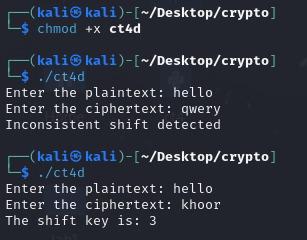 ┌──(kali㉿kali)-[~/Desktop/crypto]
└─$ chmod +x ct4d
┌──(kali㉿kali)-[~/Desktop/crypto]
└─$ ./ct4d
Enter the plaintext: hello
Enter the ciphertext: qwery
Inconsistent shift detected
┌──(kali㉿kali)-[~/Desktop/crypto]
└─$ ./ct4d
Enter the plaintext: hello
Enter the ciphertext: khoor
The shift key is: 3